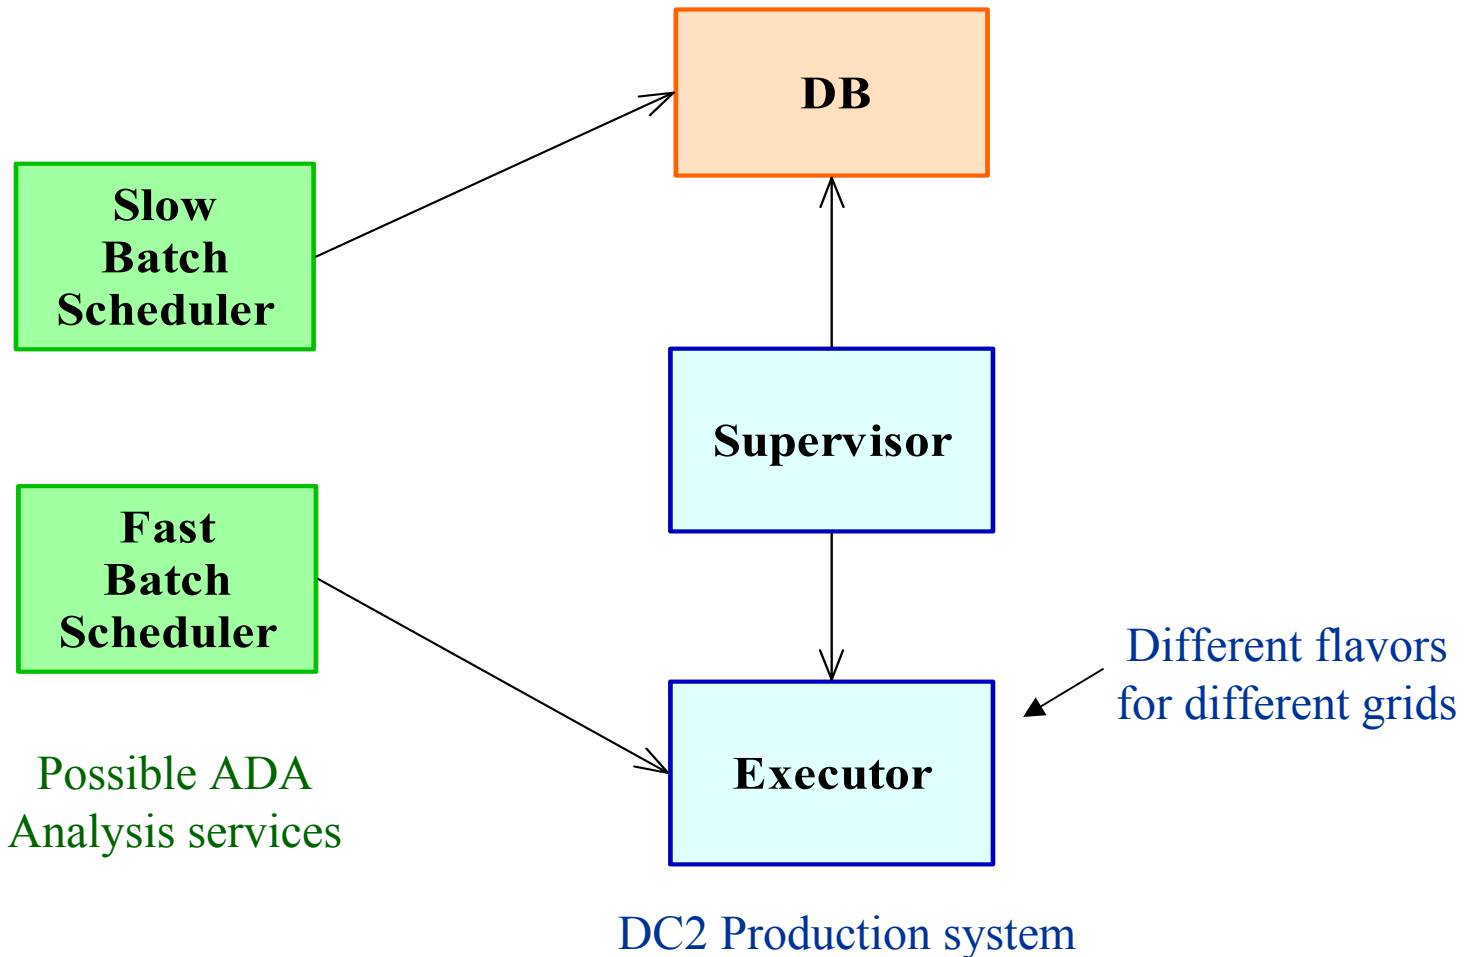 DB
Slow
Batch
Scheduler
Supervisor
Fast
Batch
Scheduler
Different flavors
for different grids
Executor
Possible ADA
Analysis services
DC2 Production system